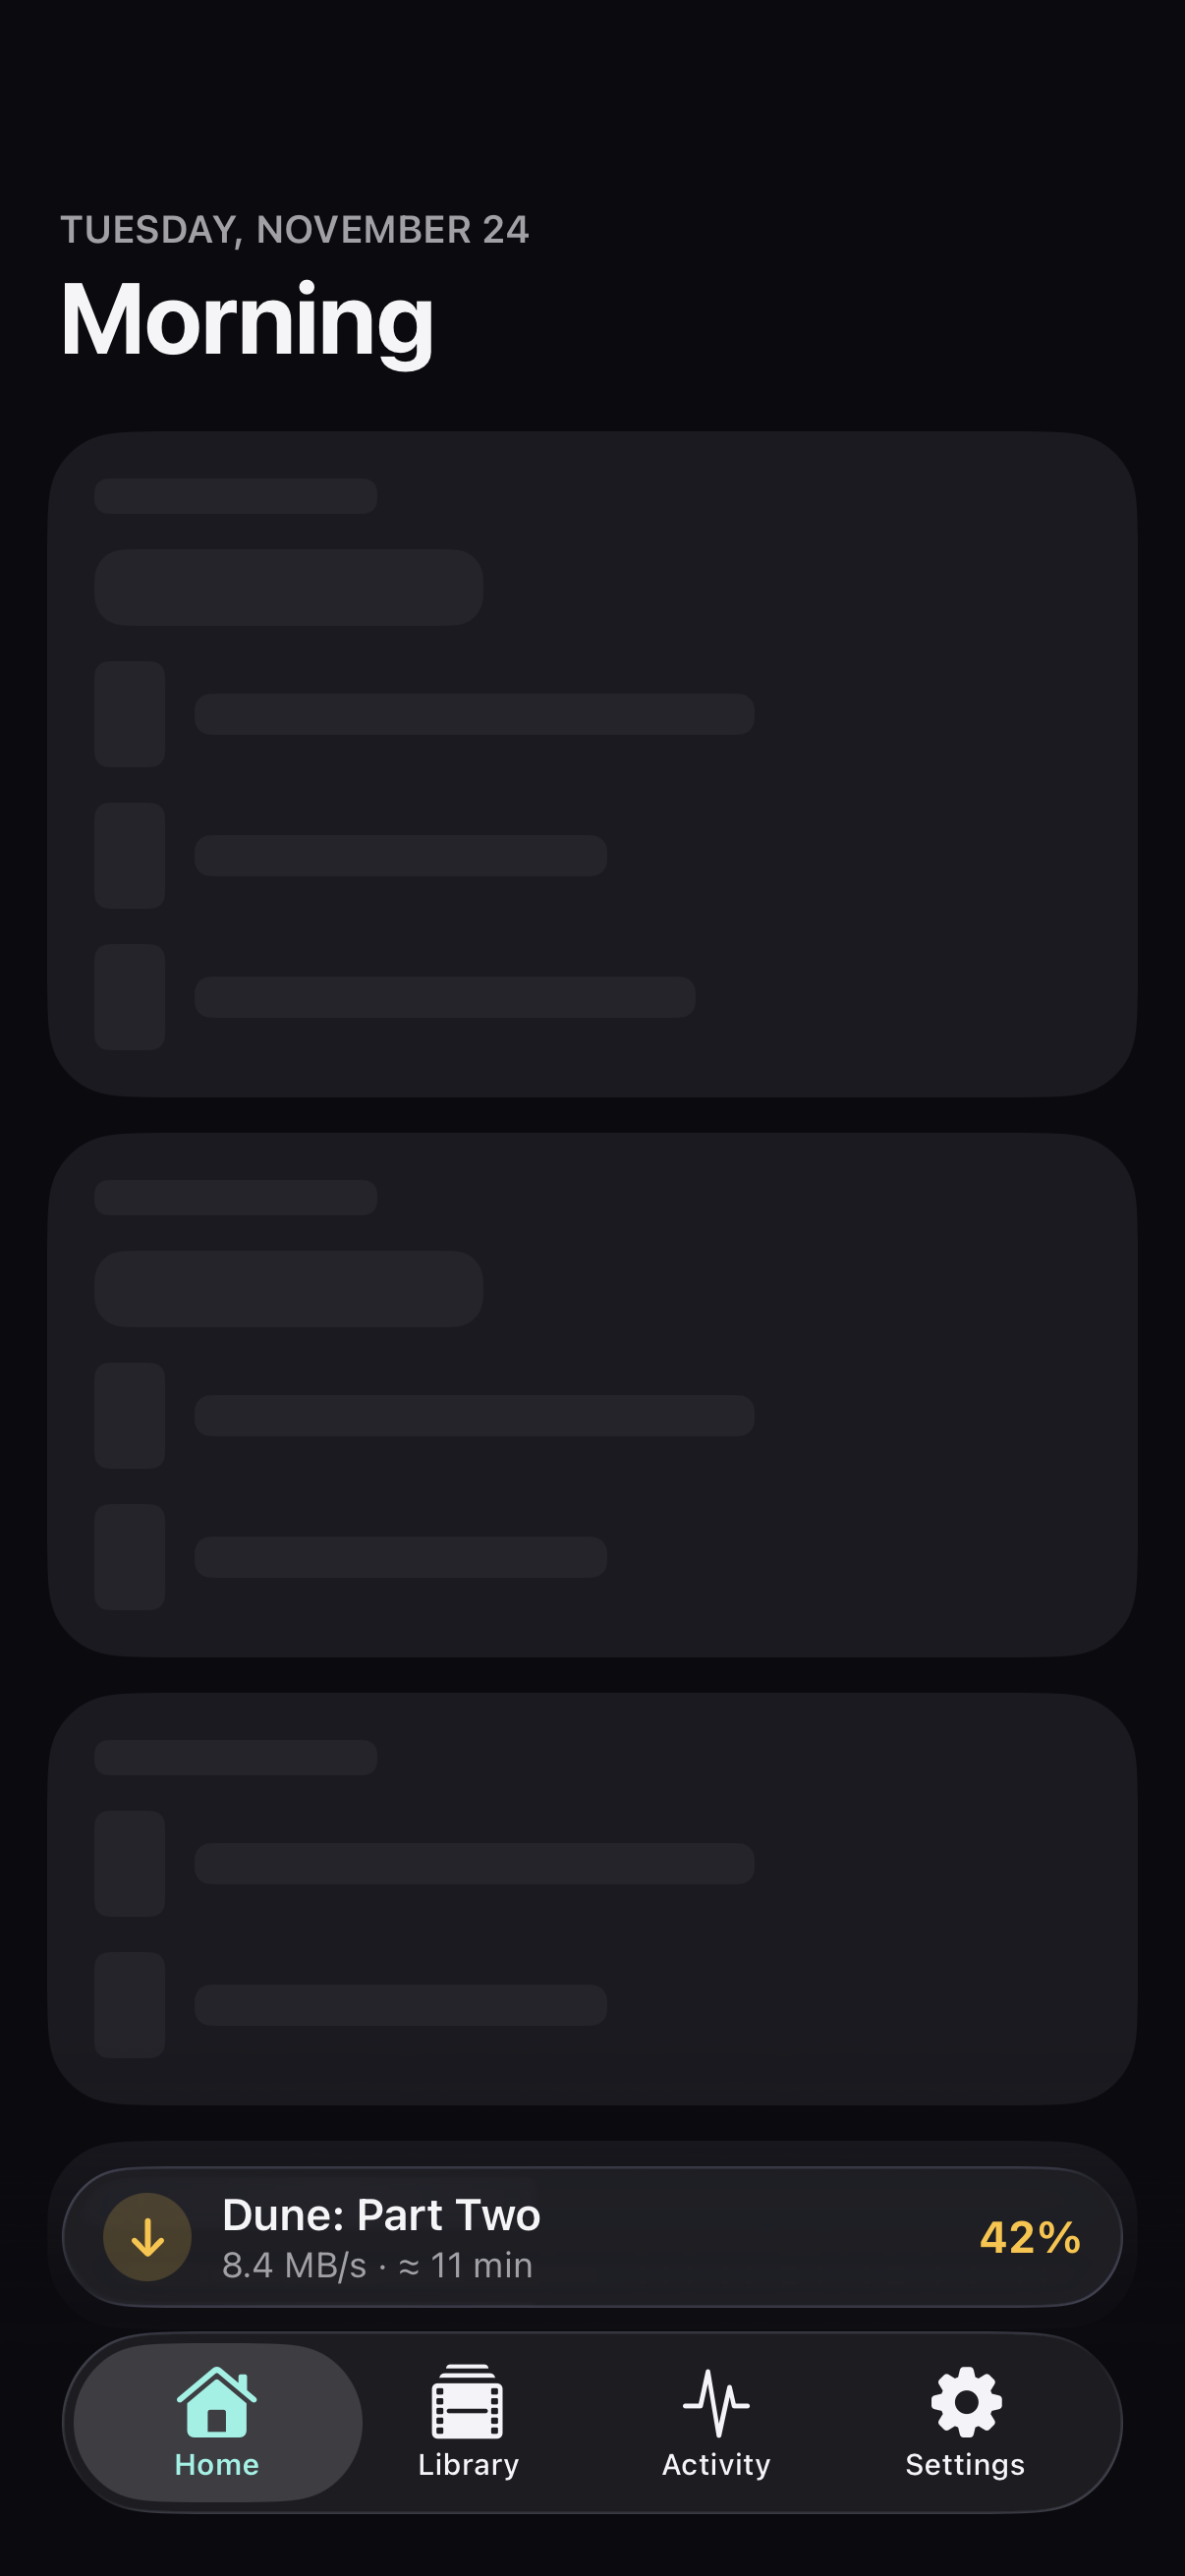 TUESDAY, NOVEMBER 24
Morning
Dune: Part Two
8.4 MB/s · ≈ 11 min
42%
Home
Library
Activity
Settings